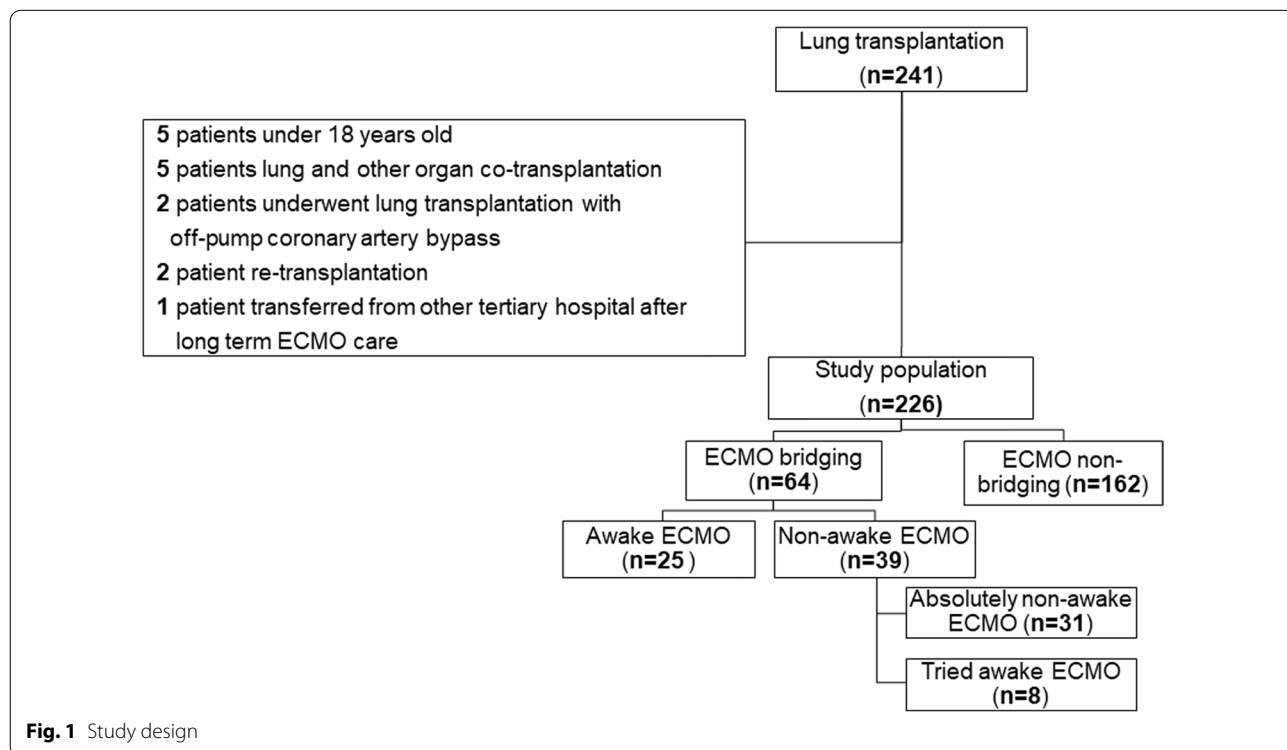 Lung transplantation
(n=241)
5 patients under 18 years old
5 patients lung and other organ co-transplantation
2 patients underwent lung transplantation with
off-pump coronary artery bypass
2 patient re-transplantation
1 patient transferred from other tertiary hospital after
long term ECMO care
Study population
(n=226)
ECMO bridging
(n=64)
ECMO non-
bridging (n=162)
Awake ECMO
(n=25 )
Non-awake ECMO
(n=39)
Absolutely non-awake
ECMO (n=31)
Tried awake ECMO
(n=8)
Fig. 1 Study design